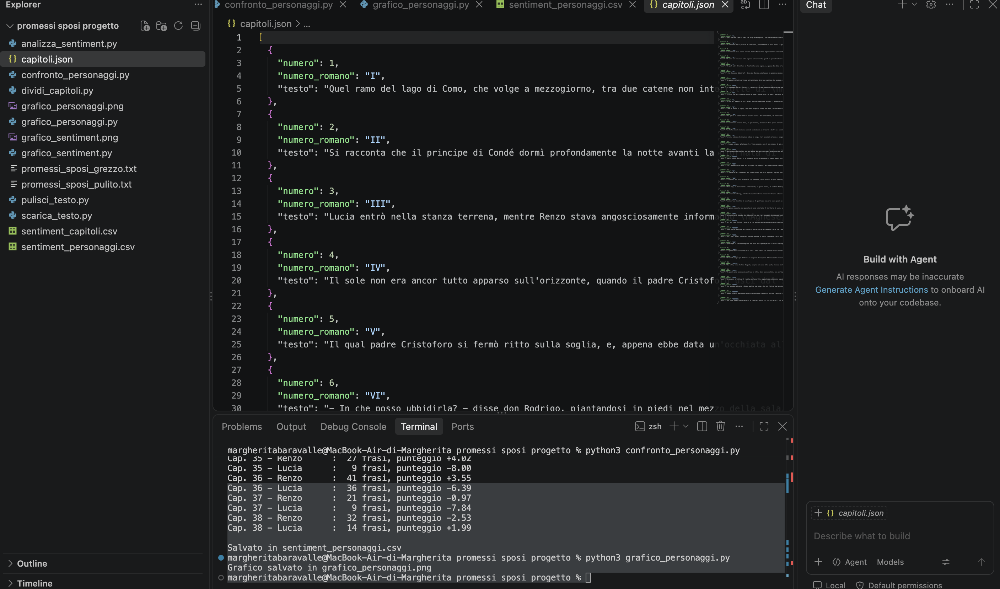 Explorer
promessi sposi progetto
analizza_sentiment.py
capitoli.json
confronto_personaggi.py
dividi_capitoli.py
grafico_personaggi.png
grafico_personaggi.py
grafico_sentiment.png
grafico_sentiment.py
promessi_sposi_grezzo.txt
promessi_sposi_pulito.txt
pulisci_testo.py
scarica_testo.py
sentiment_capitoli.csv
sentiment_personaggi.csv
Outline
Timeline
confronto_personaggi.py
grafico_personaggi.py
sentiment_personaggi.csv
{} capitoli.json
{} capitoli.json > ...
1 [
2 {
3 "numero": 1,
4 "numero_romano": "I",
5 "testo": "Quel ramo del lago di Como, che volge a mezzogiorno, tra due catene non interrotte di \n
6 },
7 {
8 "numero": 2,
9 "numero_romano": "II",
10 "testo": "Si racconta che il principe di Condé dormì profondamente la notte avanti la giornata di
11 },
12 {
13 "numero": 3,
14 "numero_romano": "III",
15 "testo": "Lucia entrò nella stanza terrena, mentre Renzo stava angosciosamente informando \nAgnese,
16 },
17 {
18 "numero": 4,
19 "numero_romano": "IV",
20 "testo": "Il sole non era ancor tutto apparso sull'orizzonte, quando il padre Cristoforo uscì dal
21 },
22 {
23 "numero": 5,
24 "numero_romano": "V",
25 "testo": "Il qual padre Cristoforo si fermò ritto sulla soglia, e, appena ebbe data un'occhiata al
26 },
27 {
28 "numero": 6,
29 "numero_romano": "VI",
30 "testo": "– In che posso ubbidirla? – disse don Rodrigo, piantandosi in piedi nel mezzo della sala.
Problems Output Debug Console Terminal Ports
zsh
margheritabaravalle@MacBook-Air-di-Margherita promessi sposi progetto % python3 confronto_personaggi.py
Cap. 35 – Renzo : 27 frasi, punteggio +4.02
Cap. 35 – Lucia : 9 frasi, punteggio -8.00
Cap. 36 – Renzo : 41 frasi, punteggio +3.55
Cap. 36 – Lucia : 36 frasi, punteggio -6.39
Cap. 37 – Renzo : 21 frasi, punteggio -0.97
Cap. 37 – Lucia : 9 frasi, punteggio -7.84
Cap. 38 – Renzo : 32 frasi, punteggio -2.53
Cap. 38 – Lucia : 14 frasi, punteggio +1.99
Salvato in sentiment_personaggi.csv
margheritabaravalle@MacBook-Air-di-Margherita promessi sposi progetto % python3 grafico_personaggi.py
Grafico salvato in grafico_personaggi.png
margheritabaravalle@MacBook-Air-di-Margherita promessi sposi progetto %
Chat
Build with Agent
AI responses may be inaccurate
Generate Agent Instructions to onboard AI
onto your codebase.
{} capitoli.json
Describe what to build
Agent Models
Local Default permissions